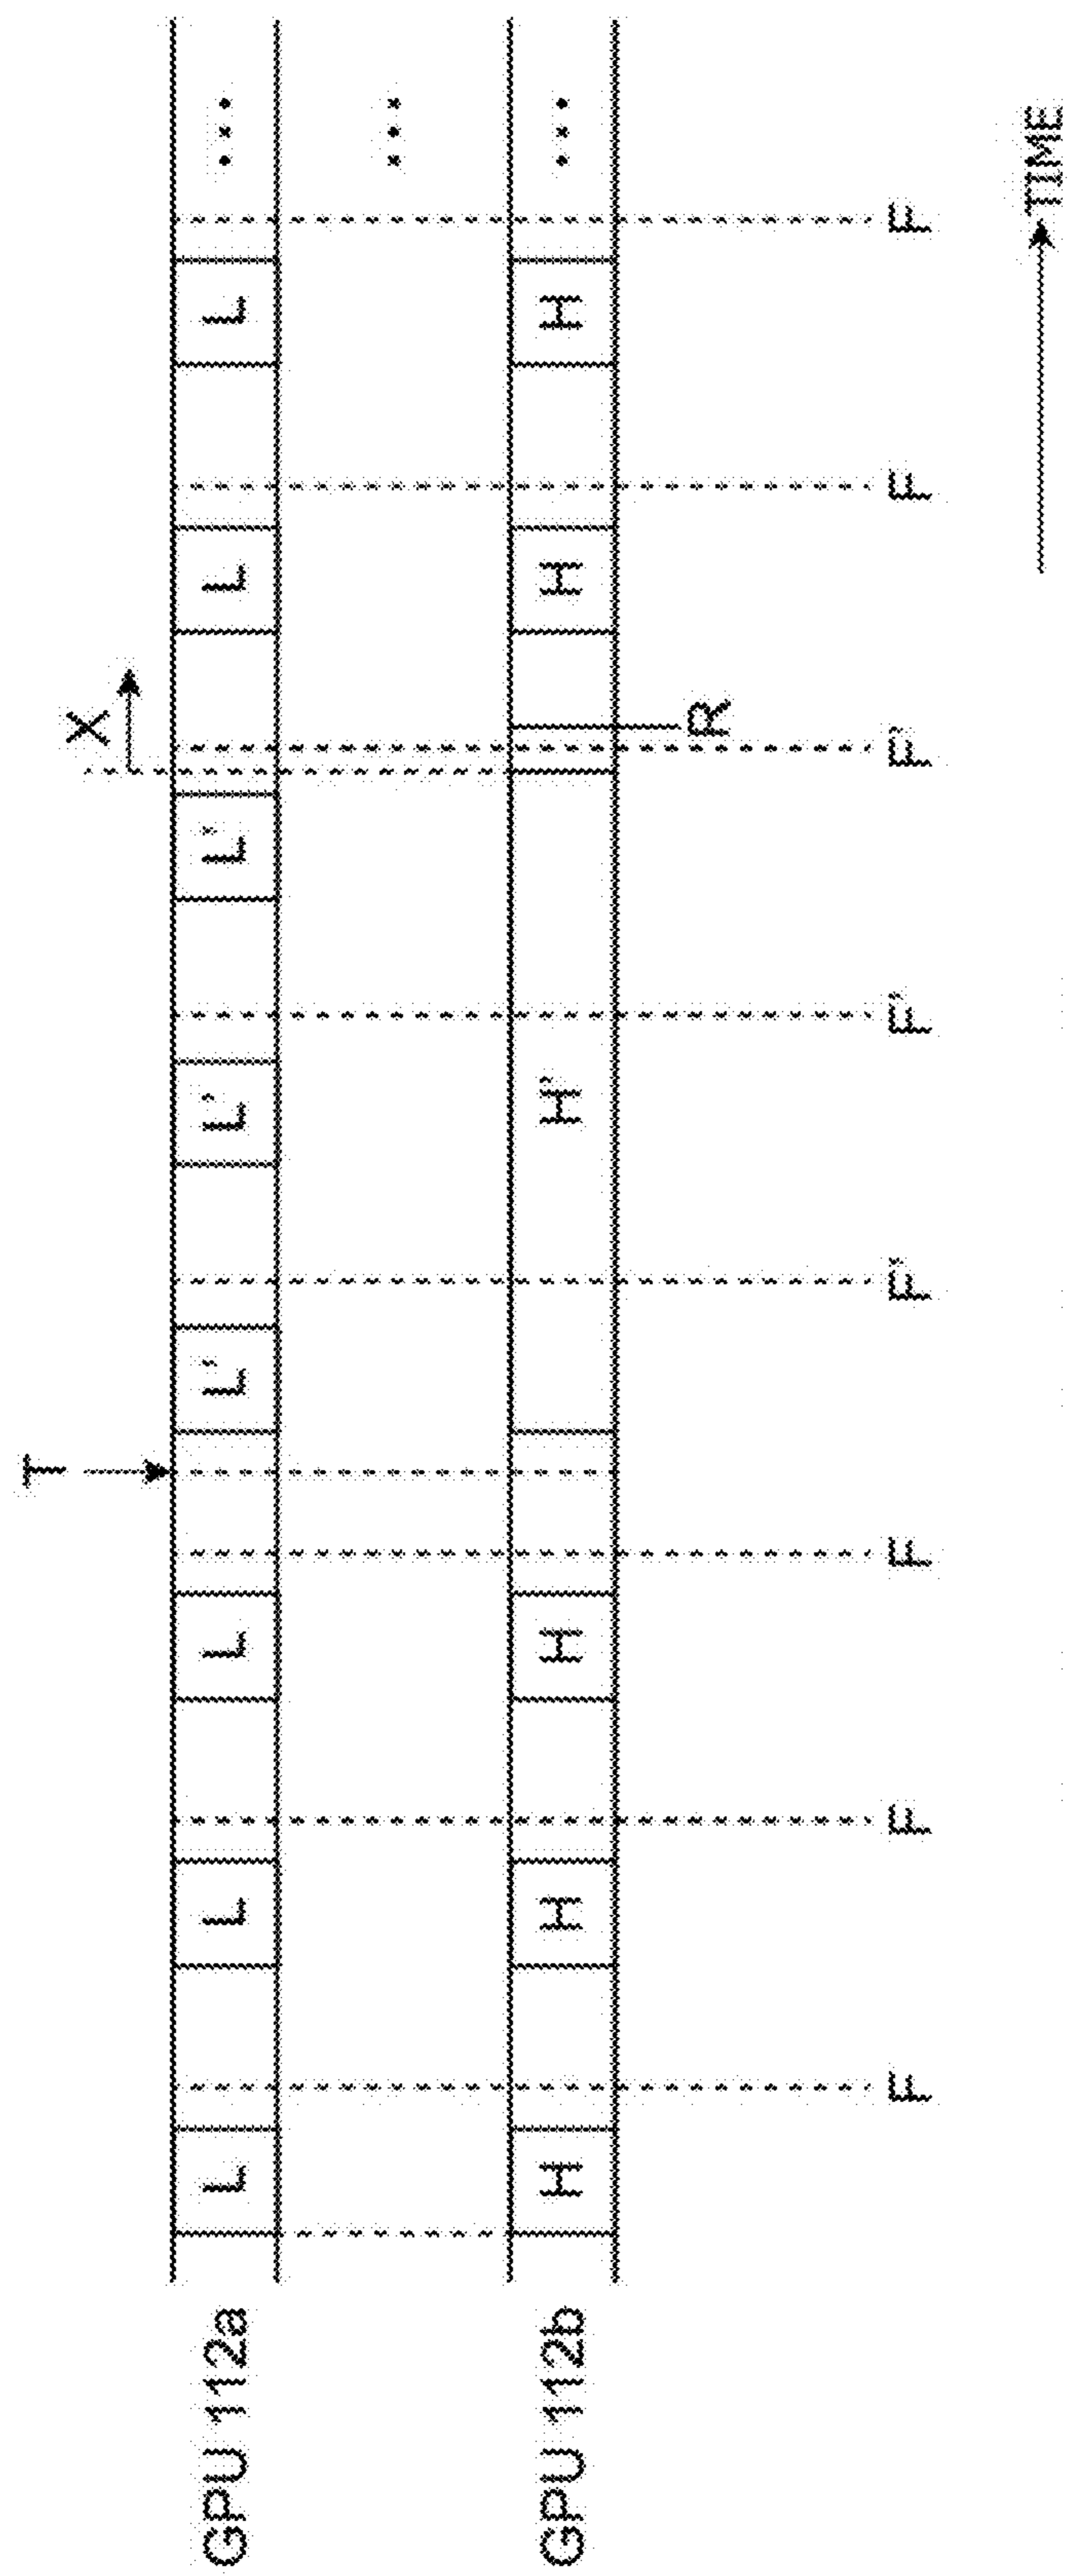 T
X
GPU 112a L L L L' L' L' L L •••
•••
GPU 112b H H H H' H H •••
R
F F F F' F' F' F F
TIME